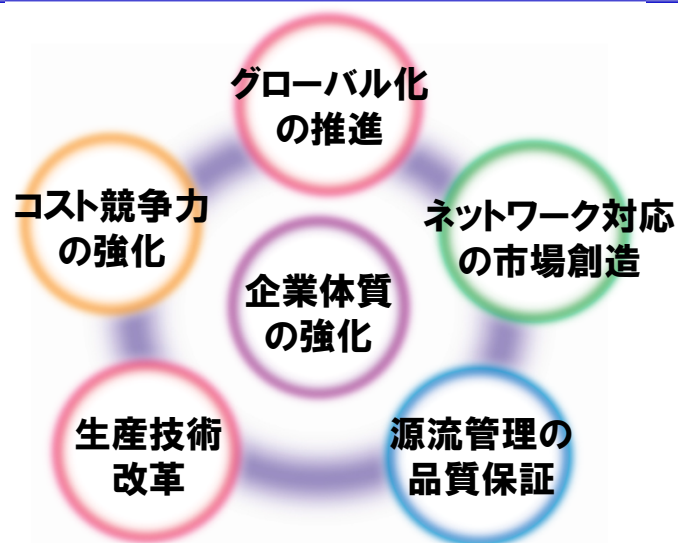 グローバル化
の推進
コスト競争力
の強化
ネットワーク対応
の市場創造
企業体質
の強化
生産技術
改革
源流管理の
品質保証